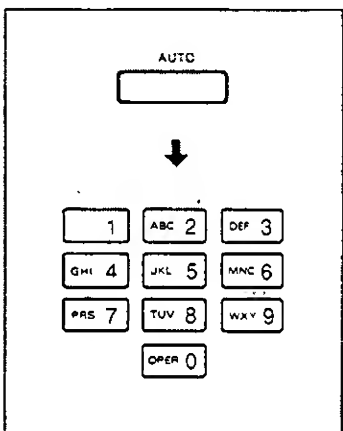 AUTO
1 ABC 2 DEF 3
GHI 4 JKL 5 MNO 6
PRS 7 TUV 8 WXY 9
OPER 0